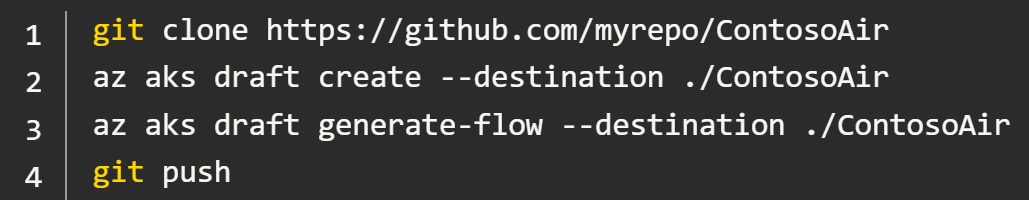 1 git clone https://github.com/myrepo/ContosoAir
2 az aks draft create --destination ./ContosoAir
3 az aks draft generate-flow --destination ./ContosoAir
4 git push